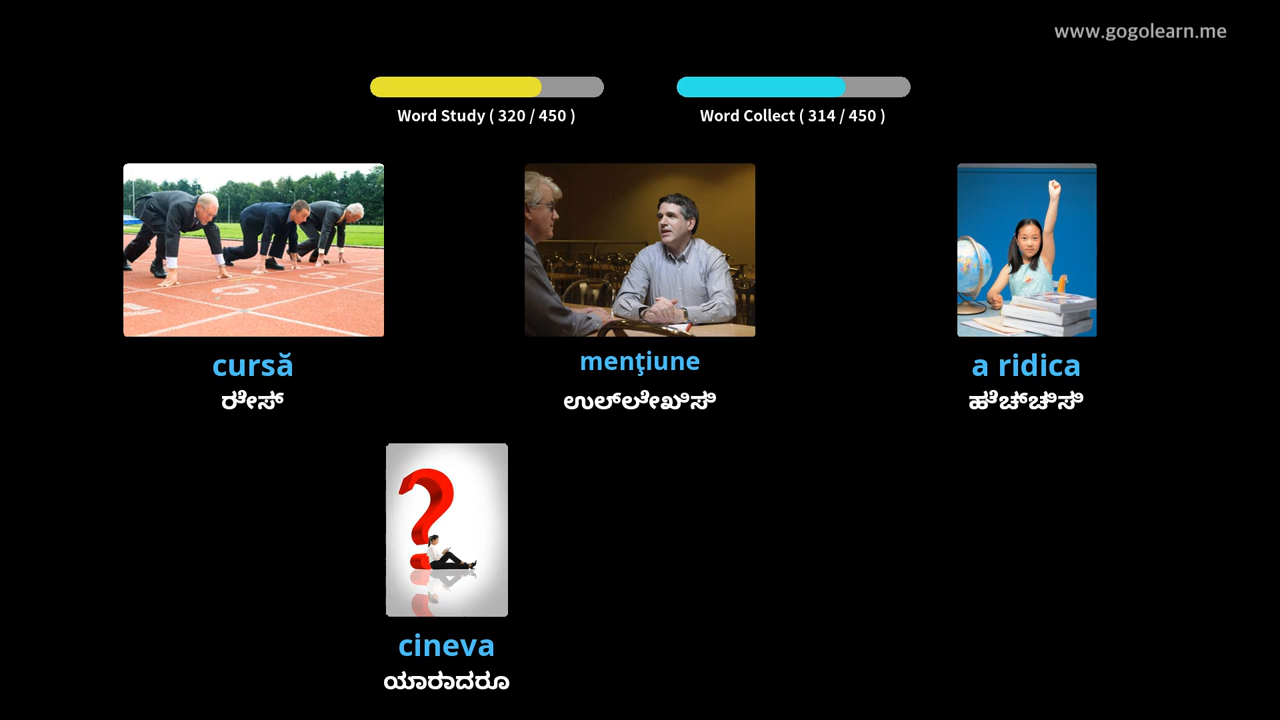 www.gogolearn.me
Word Study ( 320 / 450 )
Word Collect ( 314 / 450 )
cursă
menţiune
a ridica
ರೇಸ್
ಉಲ್ಲೇಖಿಸಿ
ಹೆಚ್ಚಿಸಿ
cineva
ಯಾರಾದರೂ